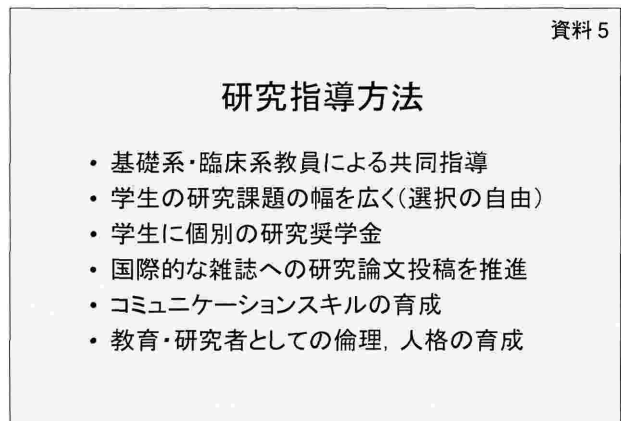 資料5
研究指導方法
• 基礎系・臨床系教員による共同指導
• 学生の研究課題の幅を広く(選択の自由)
• 学生に個別の研究奨学金
• 国際的な雑誌への研究論文投稿を推進
• コミュニケーションスキルの育成
• 教育・研究者としての倫理, 人格の育成